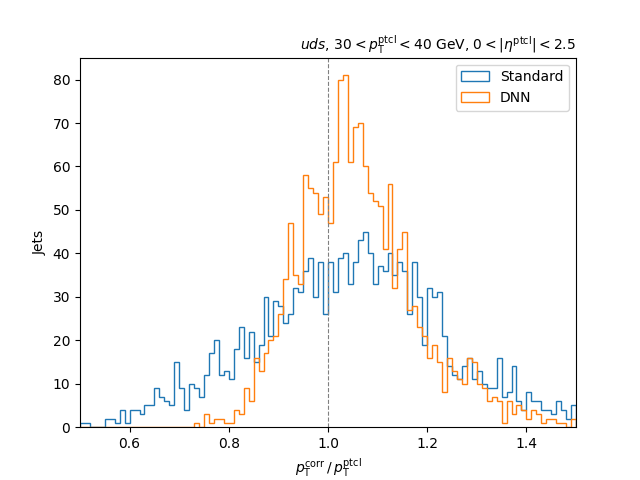 uds, 30 < p_T^ptcl < 40 GeV, 0 < |η^ptcl| < 2.5
Standard
DNN
80
70
60
50
40
30
20
10
0
Jets
0.6 0.8 1.0 1.2 1.4
p_T^corr / p_T^ptcl